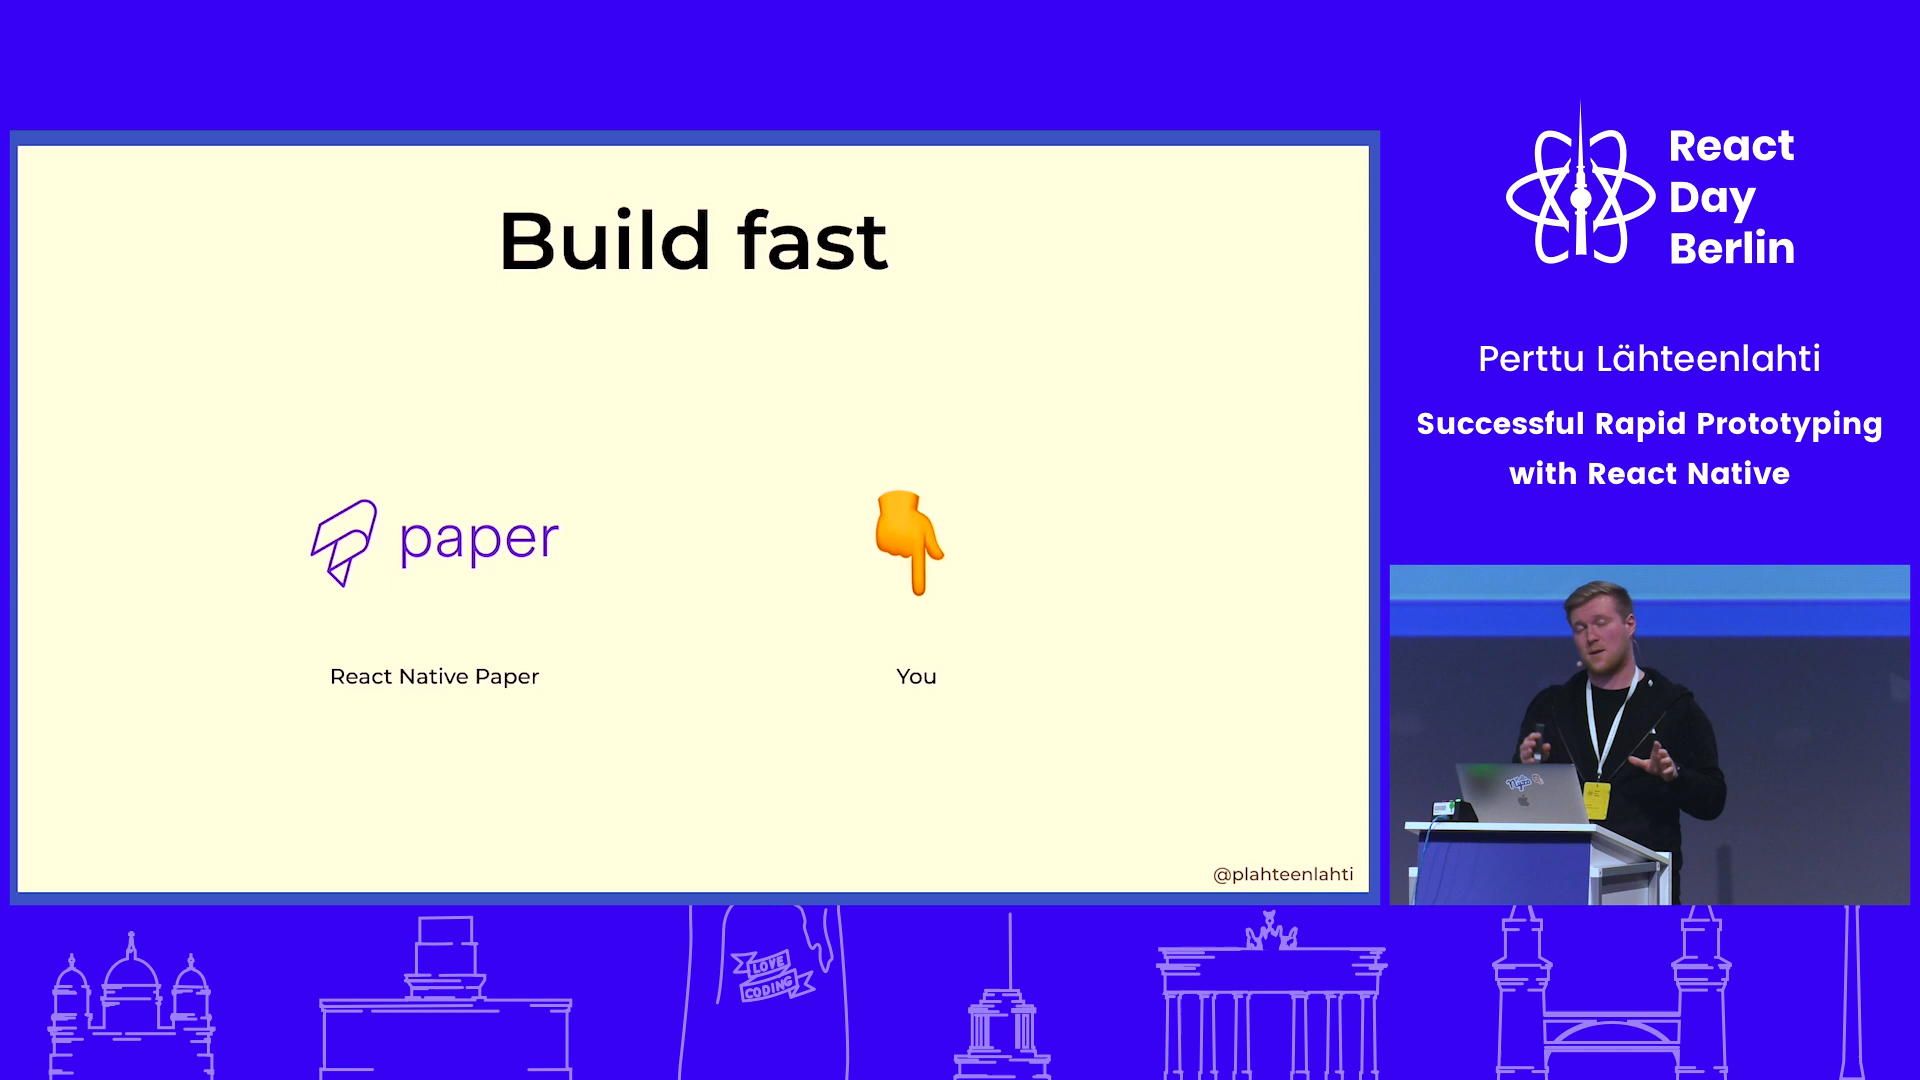 Build fast
paper
React Native Paper
You
@plahteenlahti
React
Day
Berlin
Perttu Lähteenlahti
Successful Rapid Prototyping
with React Native
LOVE
CODING